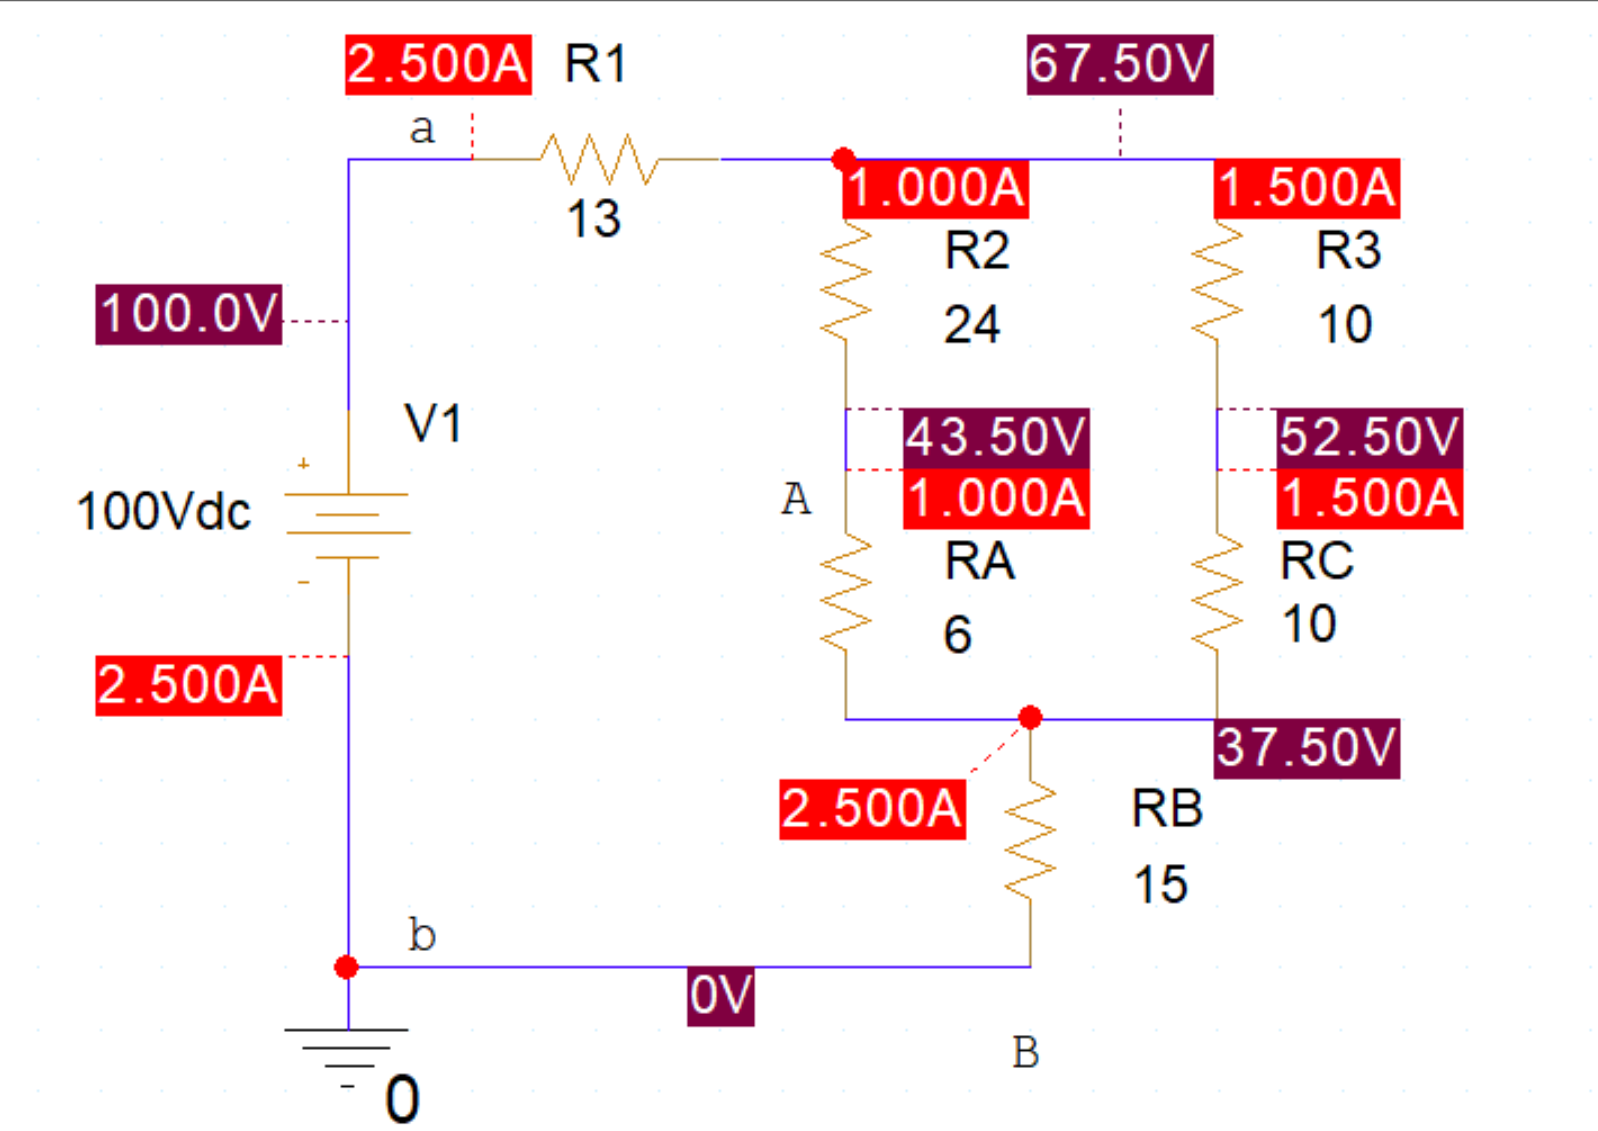 2.500A R1 67.50V
a
1.000A 1.500A
13
R2 R3
100.0V
24 10
V1
43.50V 52.50V
+
100Vdc A 1.000A 1.500A
RA RC
-
6 10
2.500A
37.50V
2.500A RB
15
b
0V
B
0